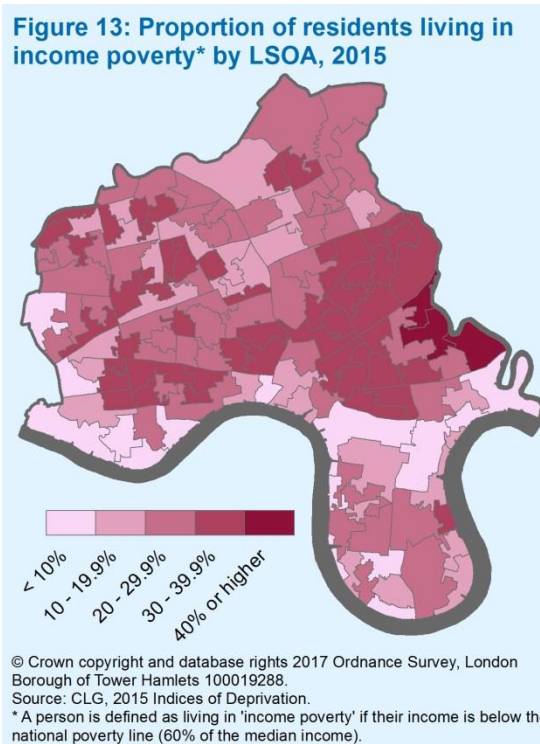 Figure 13: Proportion of residents living in
income poverty* by LSOA, 2015
< 10%
10 - 19.9%
20 - 29.9%
30 - 39.9%
40% or higher
© Crown copyright and database rights 2017 Ordnance Survey, London
Borough of Tower Hamlets 100019288.
Source: CLG, 2015 Indices of Deprivation.
* A person is defined as living in 'income poverty' if their income is below
national poverty line (60% of the median income).